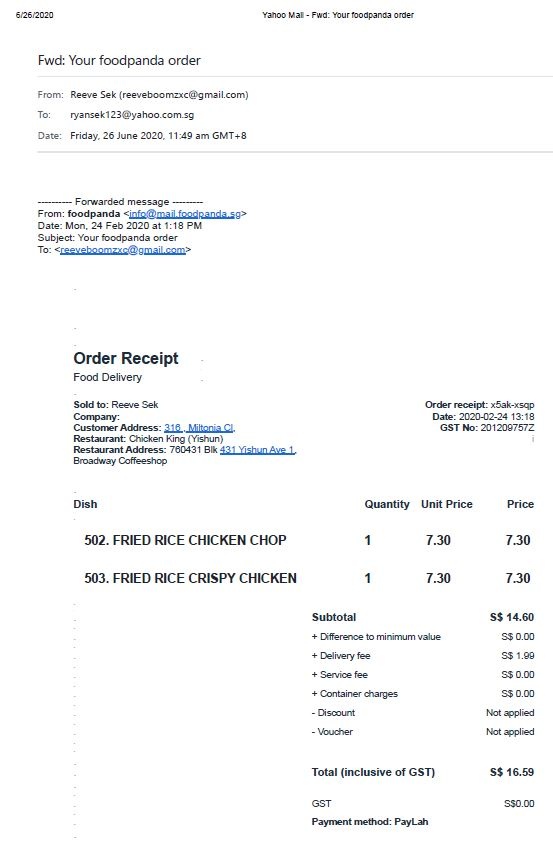 6/26/2020 Yahoo Mail - Fwd: Your foodpanda order
Fwd: Your foodpanda order
From: Reeve Sek (reeveboomzxc@gmail.com)
To: ryansek123@yahoo.com.sg
Date: Friday, 26 June 2020, 11:49 am GMT+8
---------- Forwarded message ---------
From: foodpanda <info@mail.foodpanda.sg>
Date: Mon, 24 Feb 2020 at 1:18 PM
Subject: Your foodpanda order
To: <reeveboomzxc@gmail.com>
Order Receipt
Food Delivery
Sold to: Reeve Sek Order receipt: x5ak-xsqp
Company: Date: 2020-02-24 13:18
Customer Address: 316 , Miltonia Cl, GST No: 201209757Z
Restaurant: Chicken King (Yishun)
Restaurant Address: 760431 Blk 431 Yishun Ave 1,
Broadway Coffeeshop
Dish Quantity Unit Price Price
502. FRIED RICE CHICKEN CHOP 1 7.30 7.30
503. FRIED RICE CRISPY CHICKEN 1 7.30 7.30
Subtotal S$ 14.60
+ Difference to minimum value S$ 0.00
+ Delivery fee S$ 1.99
+ Service fee S$ 0.00
+ Container charges S$ 0.00
- Discount Not applied
- Voucher Not applied
Total (inclusive of GST) S$ 16.59
GST S$0.00
Payment method: PayLah